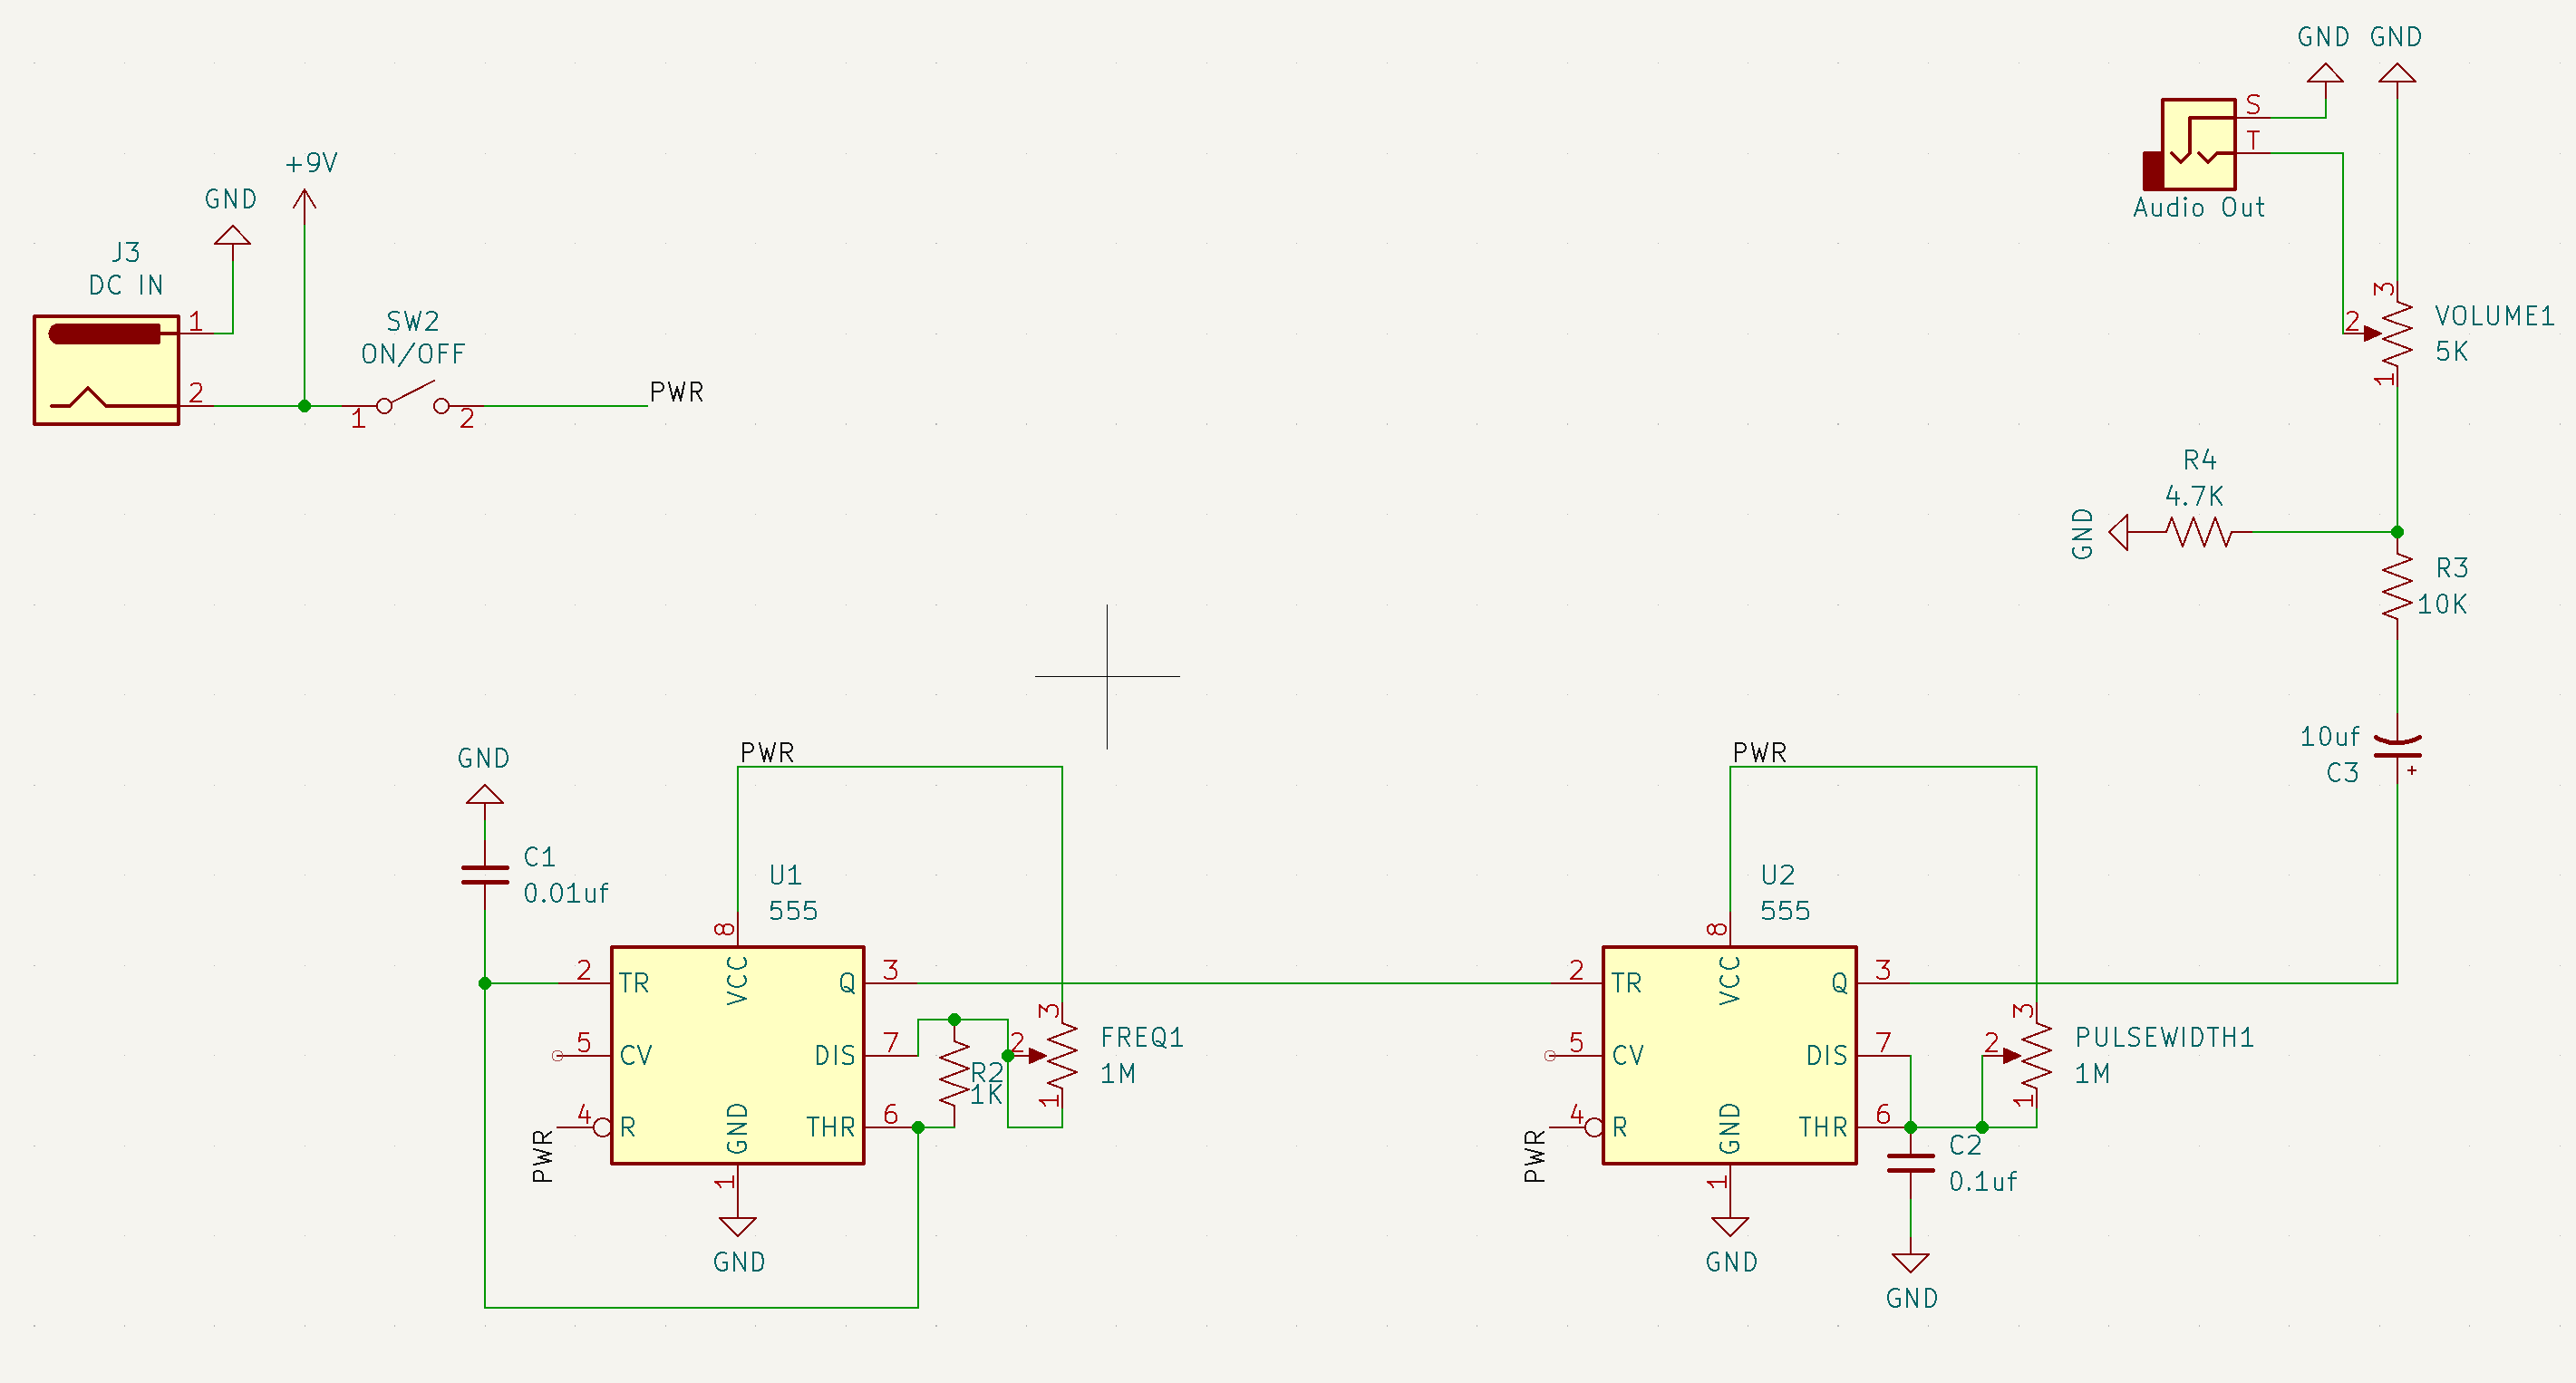 GND GND
S
T
Audio Out
+9V
GND
J3
DC IN
1
2
SW2
ON/OFF
1
2
PWR
3
2
1
VOLUME1
5K
R4
4.7K
GND
R3
10K
10uf
C3
+
GND
C1
0.01uf
PWR
U1
555
8
2
TR
VCC
Q
3
5
CV
DIS
7
4
R
GND
THR
6
PWR
1
GND
R2
1K
3
2
1
FREQ1
1M
PWR
U2
555
8
2
TR
VCC
Q
3
5
CV
DIS
7
4
R
GND
THR
6
PWR
1
GND
3
2
1
PULSEWIDTH1
1M
C2
0.1uf
GND